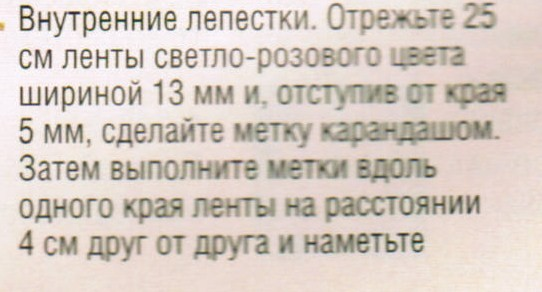 Внутренние лепестки. Отрежьте 25
см ленты светло-розового цвета
шириной 13 мм и, отступив от края
5 мм, сделайте метку карандашом.
Затем выполните метки вдоль
одного края ленты на расстоянии
4 см друг от друга и наметьте